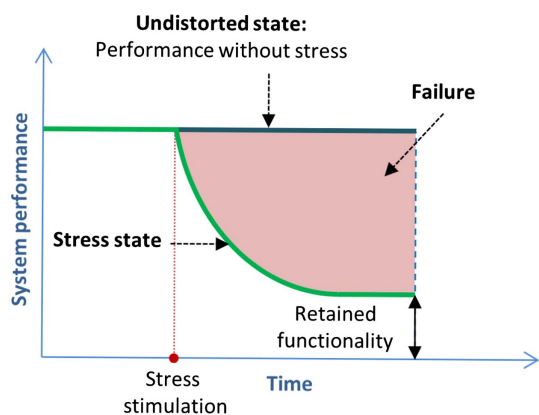 Undistorted state:
Performance without stress
Failure
System performance
Stress state
Retained
functionality
Stress
stimulation
Time